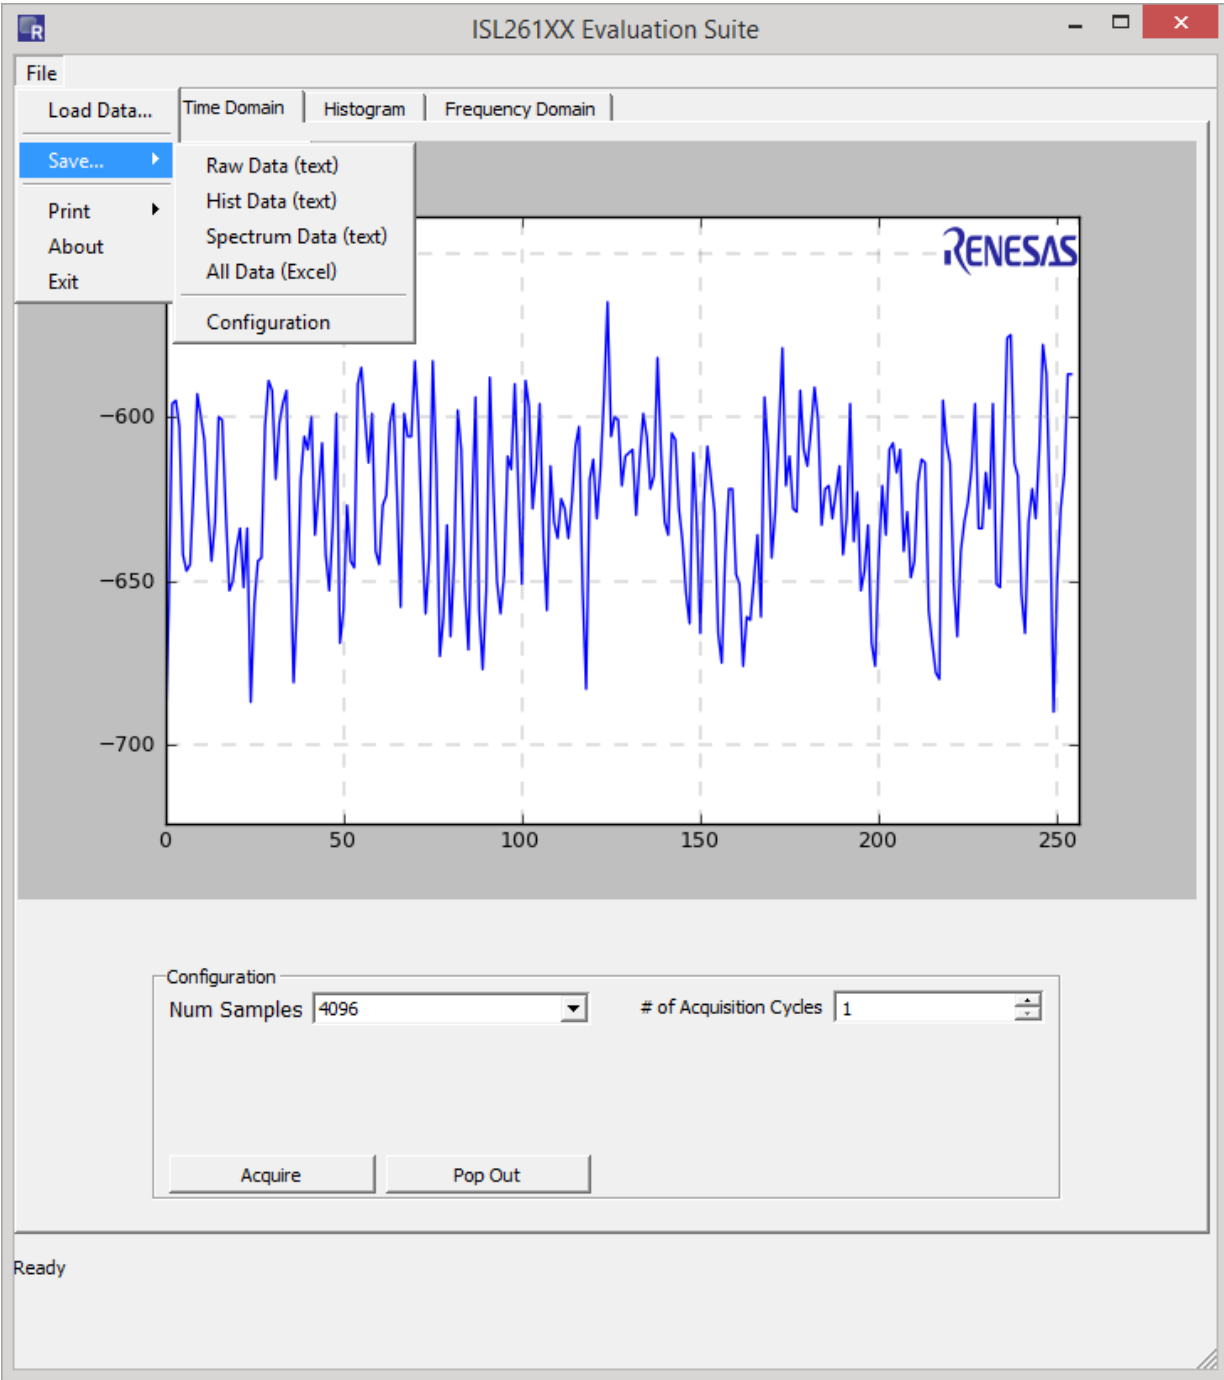 ISL261XX Evaluation Suite
File
Load Data...
Time Domain
Histogram
Frequency Domain
Save...
Raw Data (text)
Hist Data (text)
Spectrum Data (text)
All Data (Excel)
Configuration
Print
About
Exit
RENESAS
−600
−650
−700
0 50 100 150 200 250
Configuration
Num Samples 4096
# of Acquisition Cycles 1
Acquire
Pop Out
Ready